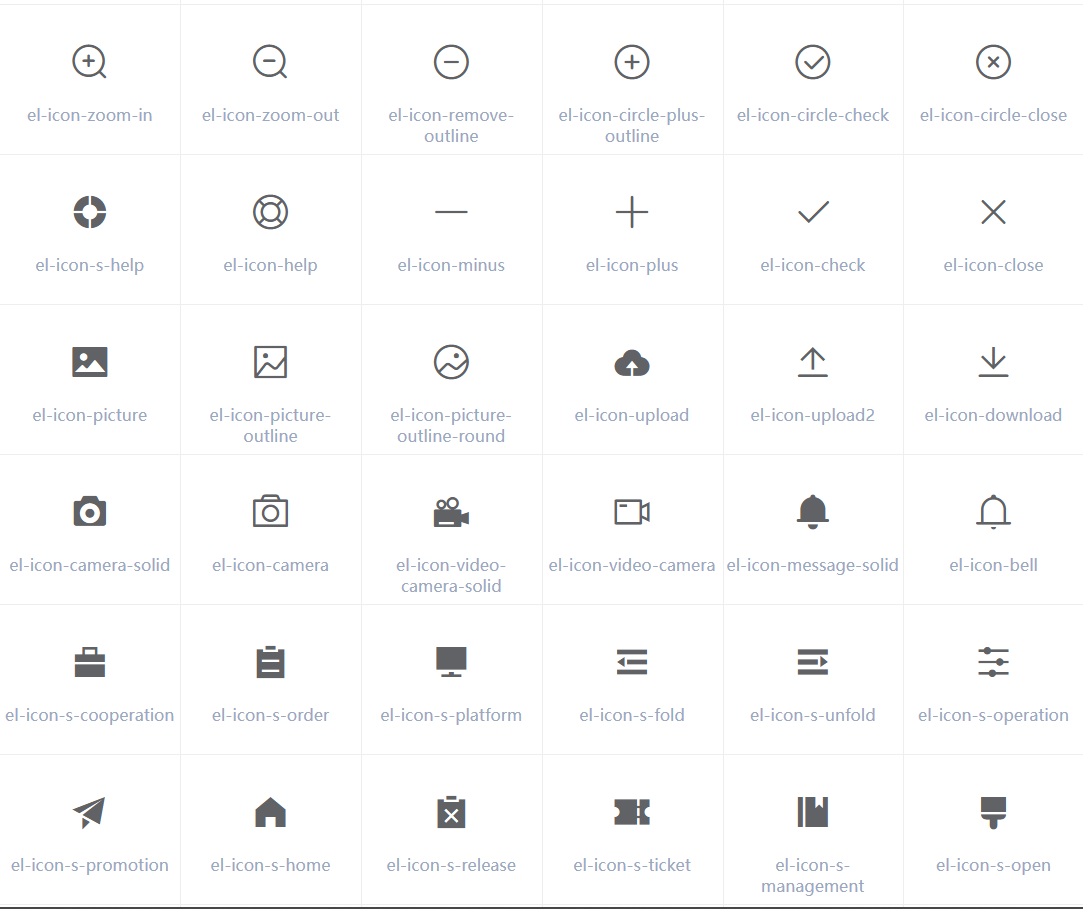 el-icon-zoom-in
el-icon-zoom-out
el-icon-remove-
outline
el-icon-circle-plus-
outline
el-icon-circle-check
el-icon-circle-close
el-icon-s-help
el-icon-help
el-icon-minus
el-icon-plus
el-icon-check
el-icon-close
el-icon-picture
el-icon-picture-
outline
el-icon-picture-
outline-round
el-icon-upload
el-icon-upload2
el-icon-download
el-icon-camera-solid
el-icon-camera
el-icon-video-
camera-solid
el-icon-video-camera
el-icon-message-solid
el-icon-bell
el-icon-s-cooperation
el-icon-s-order
el-icon-s-platform
el-icon-s-fold
el-icon-s-unfold
el-icon-s-operation
el-icon-s-promotion
el-icon-s-home
el-icon-s-release
el-icon-s-ticket
el-icon-s-
management
el-icon-s-open